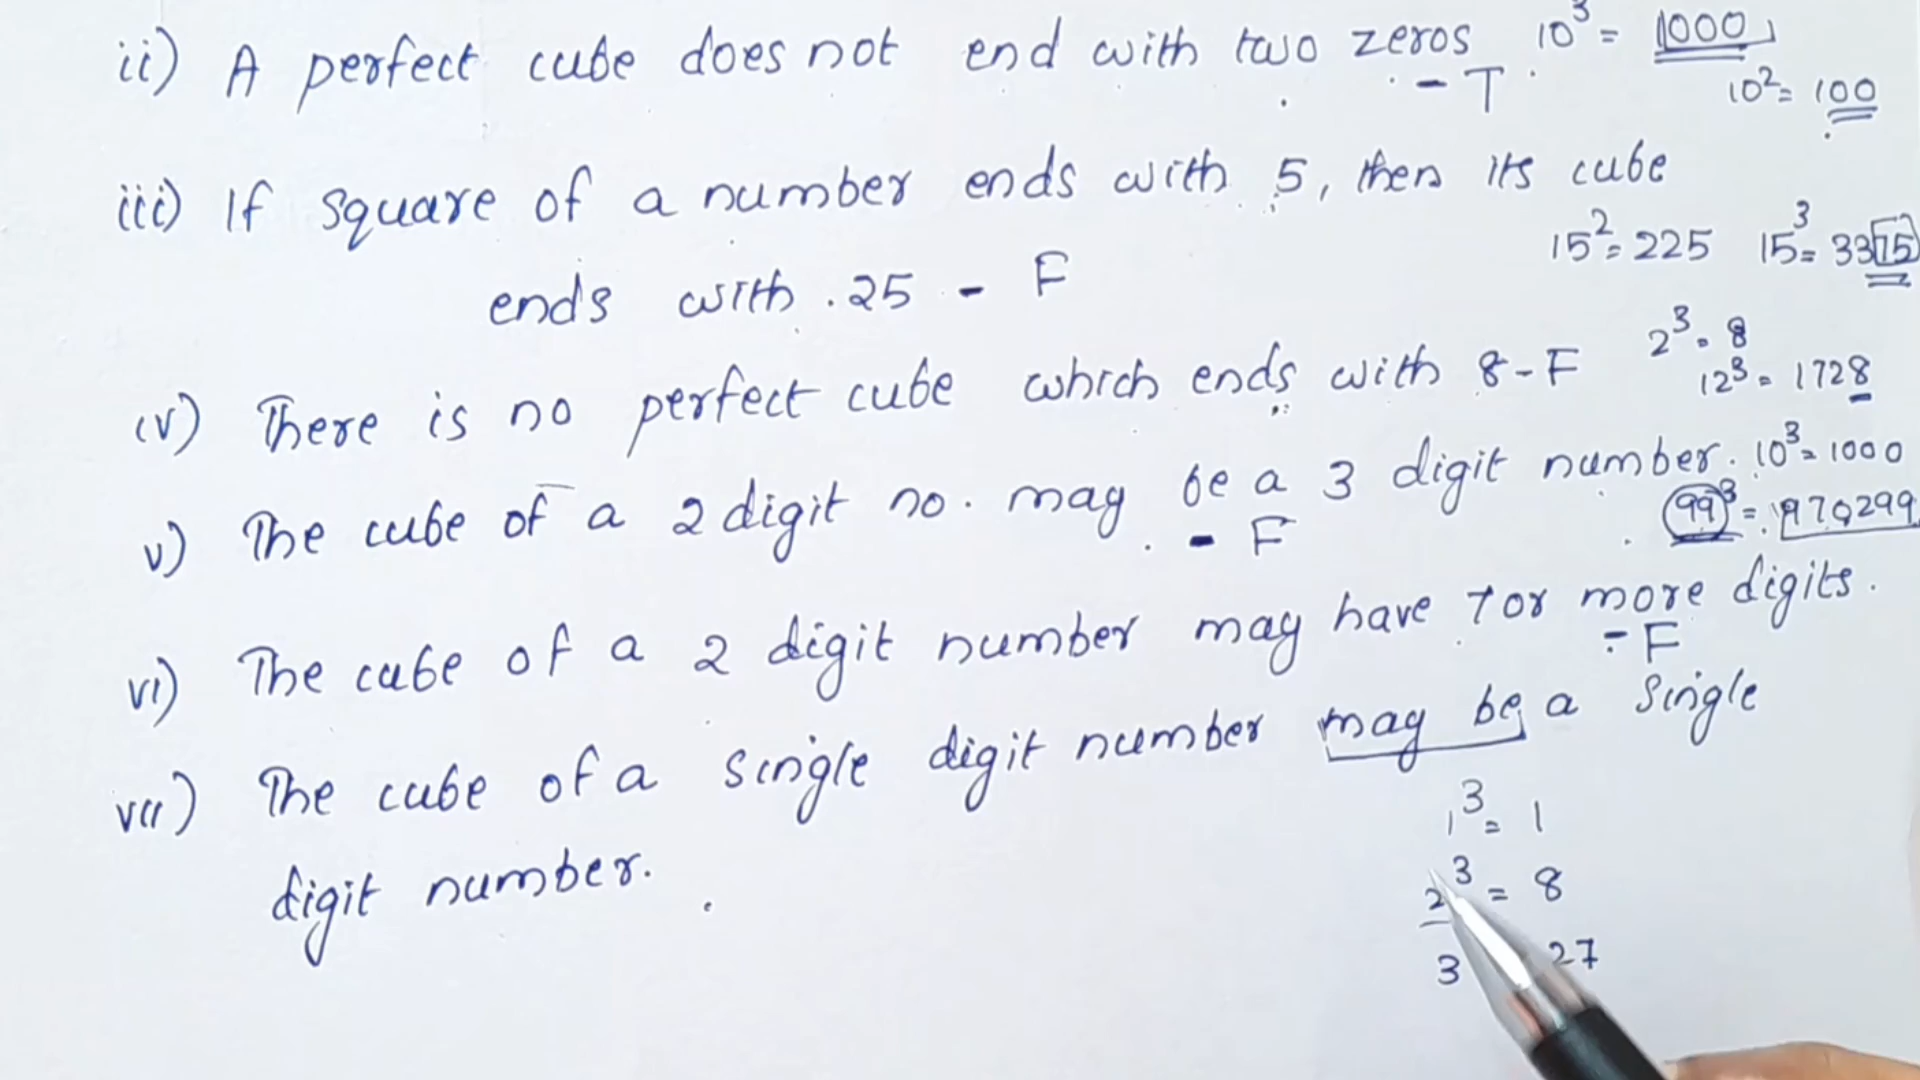 ii) A perfect cube does not end with two zeros - T 10³ = 1000
10² = 100
iii) If square of a number ends with 5, then its cube
15² = 225 15³ = 3375
ends with .25 - F
iv) There is no perfect cube which ends with 8 - F 2³ = 8
12³ = 1728
v) The cube of a 2 digit no. may be a 3 digit number. 10³ = 1000
- F 99³ = 970299
vi) The cube of a 2 digit number may have 7 or more digits.
- F
vii) The cube of a single digit number may be a single
digit number.
1³ = 1
2³ = 8
3 27